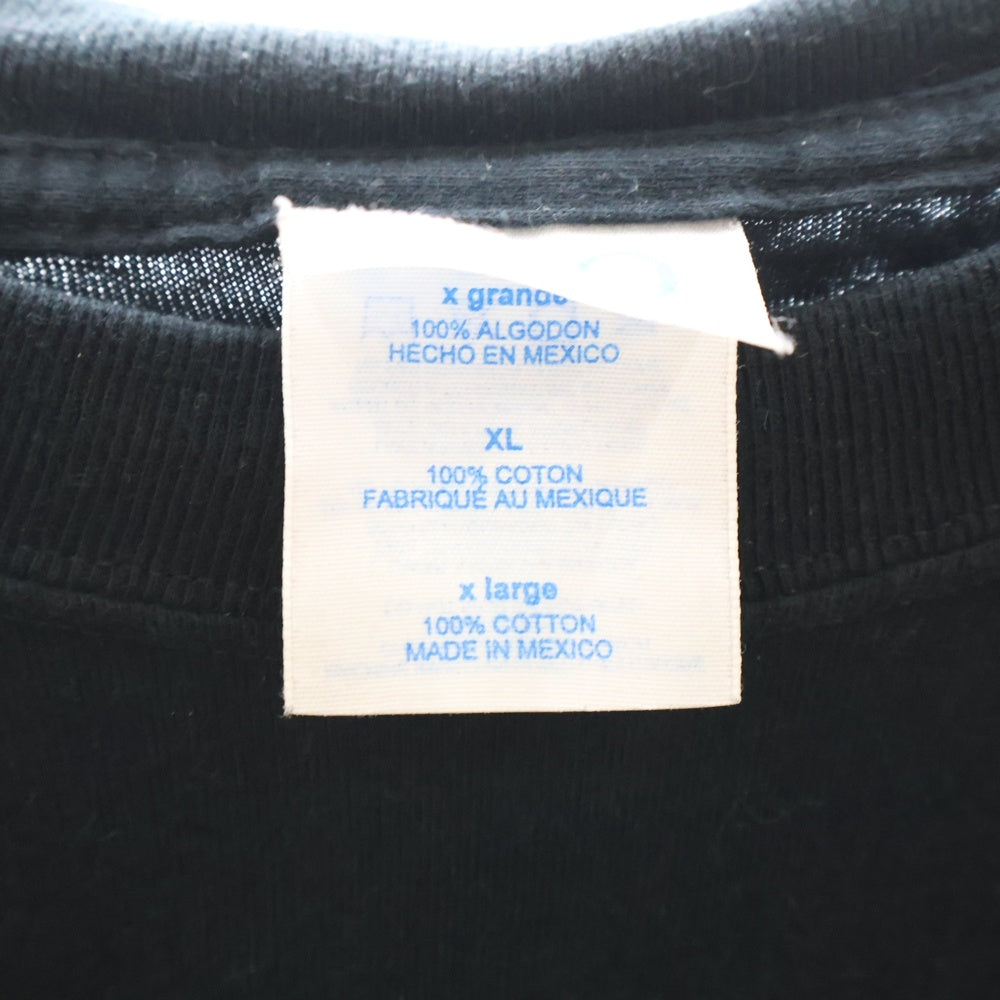 x grande
100% ALGODON
HECHO EN MEXICO
XL
100% COTON
FABRIQUÉ AU MEXIQUE
x large
100% COTTON
MADE IN MEXICO